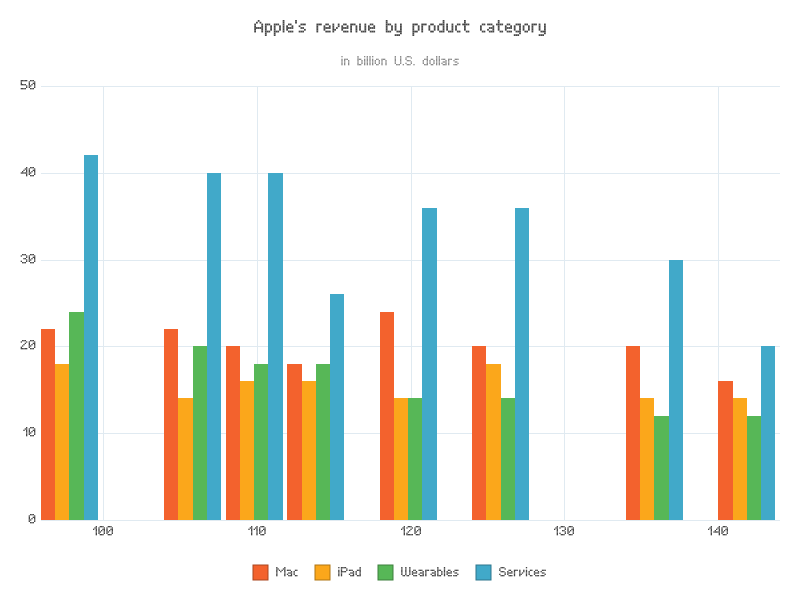 Apple's revenue by product category
in billion U.S. dollars
50
40
30
20
10
0
100 110 120 130 140
Mac iPad Wearables Services